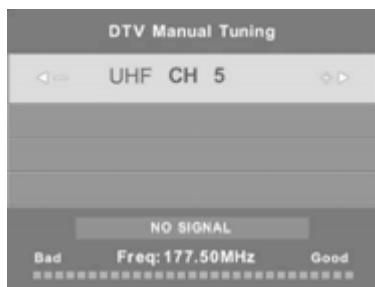 DTV Manual Tuning
UHF CH 5
NO SIGNAL
Bad Freq:177.50MHz Good